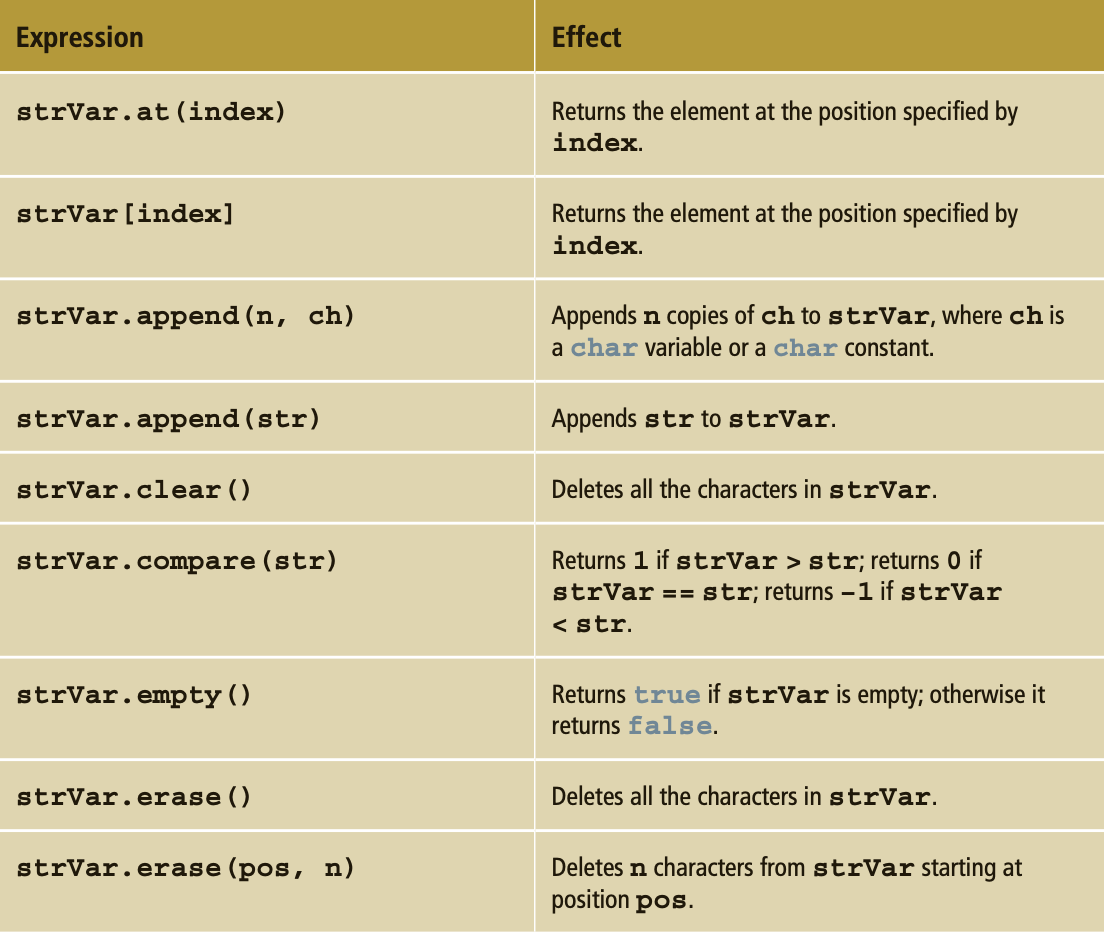 Expression
Effect
strVar.at(index)
Returns the element at the position specified by
index.
strVar[index]
Returns the element at the position specified by
index.
strVar.append(n, ch)
Appends n copies of ch to strVar, where ch is
a char variable or a char constant.
strVar.append(str)
Appends str to strVar.
strVar.clear()
Deletes all the characters in strVar.
strVar.compare(str)
Returns 1 if strVar > str; returns 0 if
strVar == str; returns –1 if strVar
< str.
strVar.empty()
Returns true if strVar is empty; otherwise it
returns false.
strVar.erase()
Deletes all the characters in strVar.
strVar.erase(pos, n)
Deletes n characters from strVar starting at
position pos.